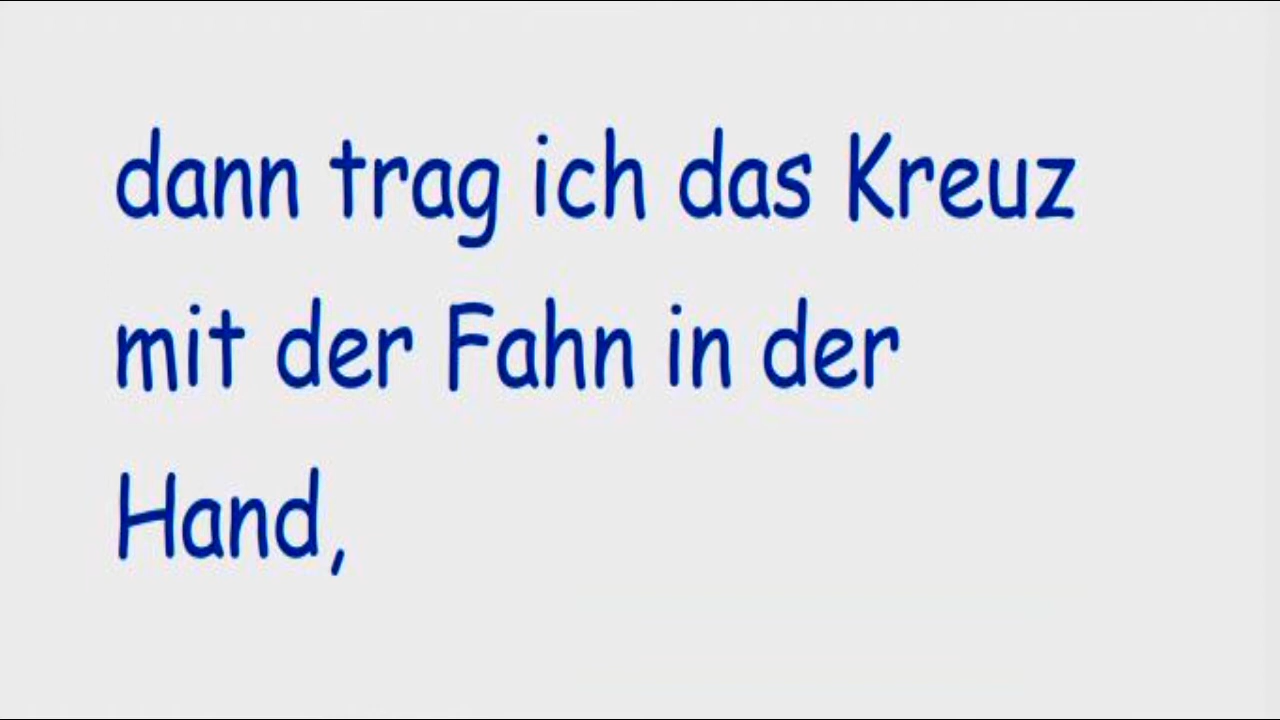 dann trag ich das Kreuz
mit der Fahn in der
Hand,